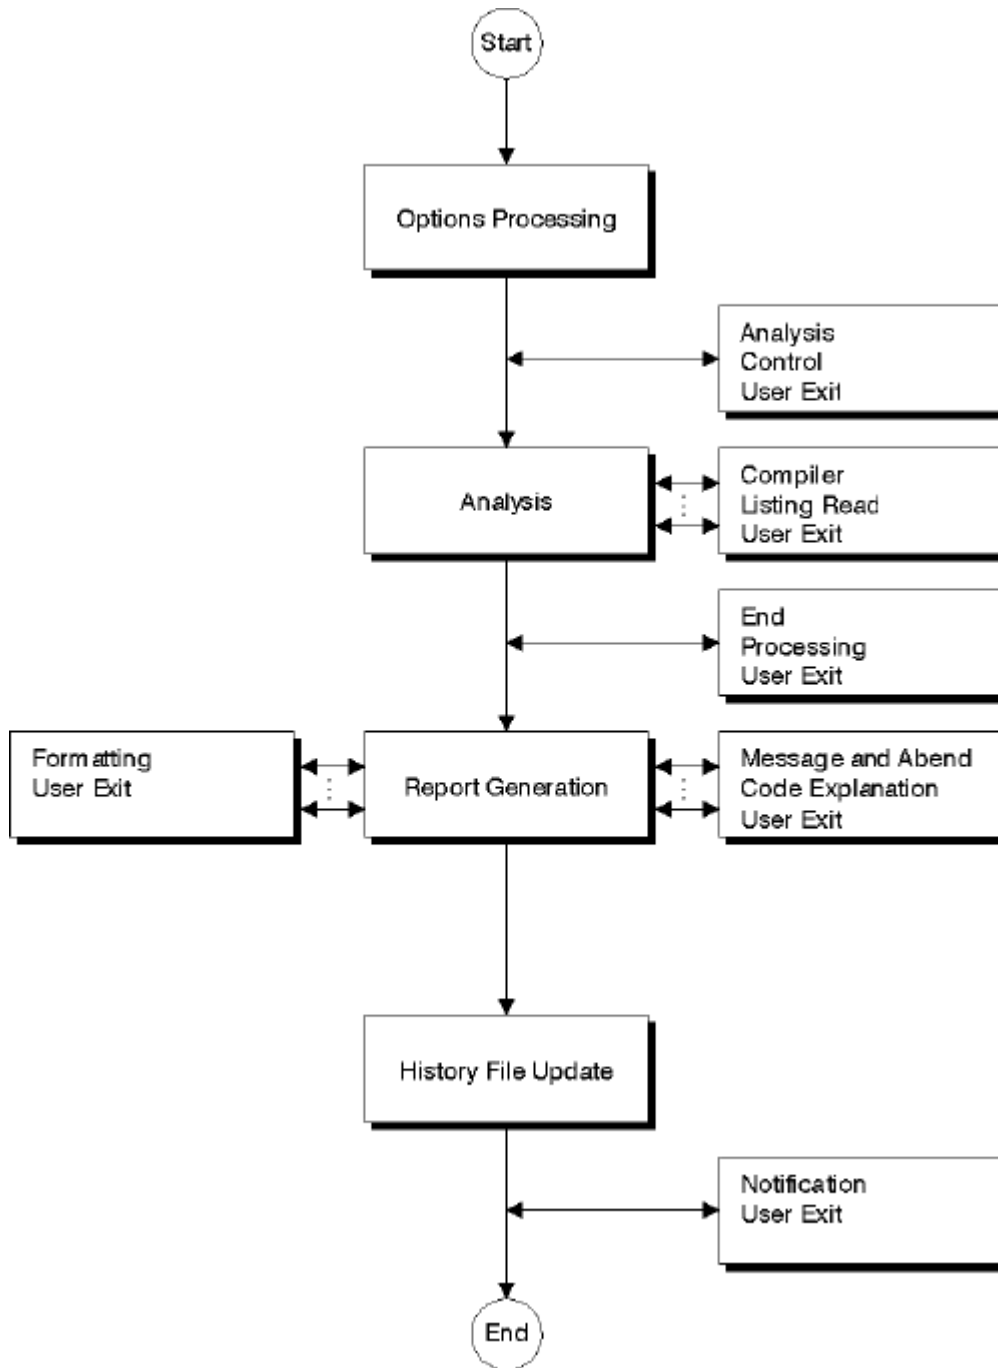 Start
Options Processing
Analysis
Control
User Exit
Analysis
Compiler
Listing Read
User Exit
End
Processing
User Exit
Formatting
User Exit
Report Generation
Message and Abend
Code Explanation
User Exit
History File Update
Notification
User Exit
End